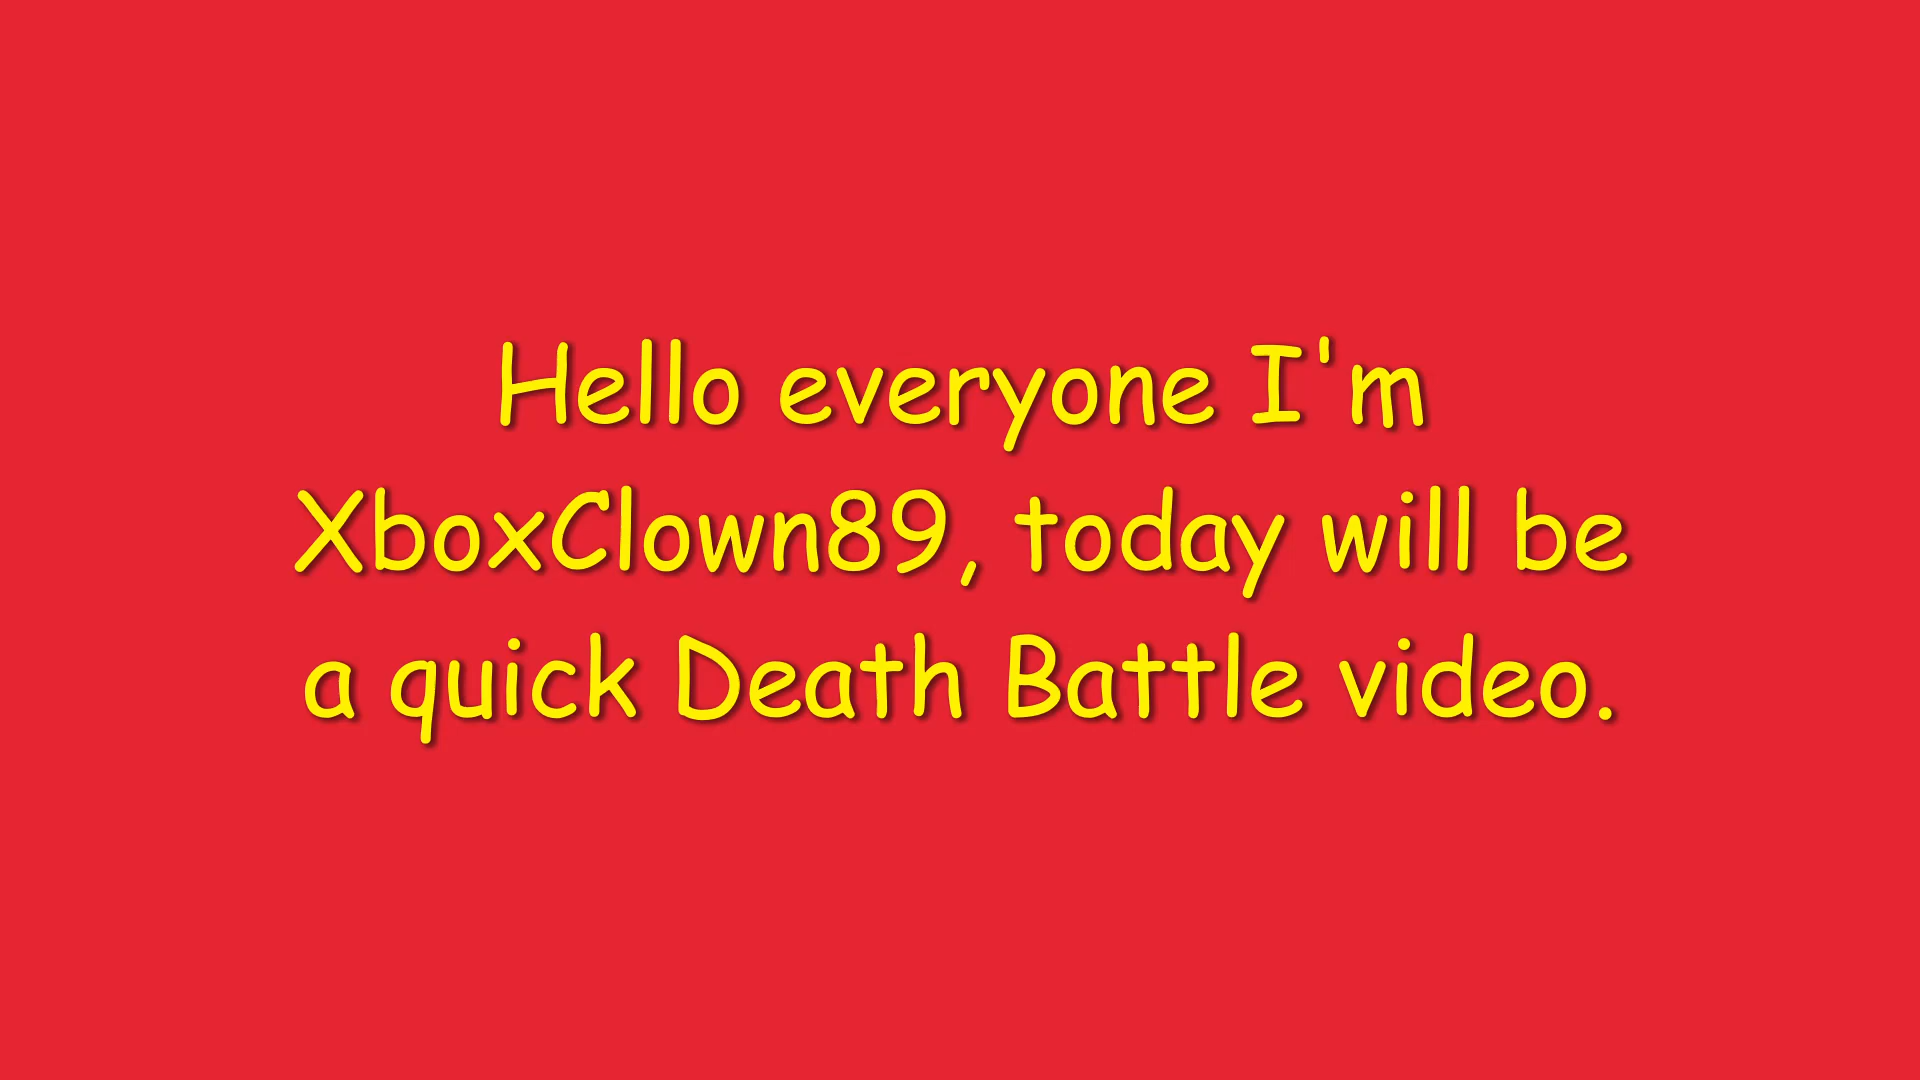 Hello everyone I'm
XboxClown89, today will be
a quick Death Battle video.